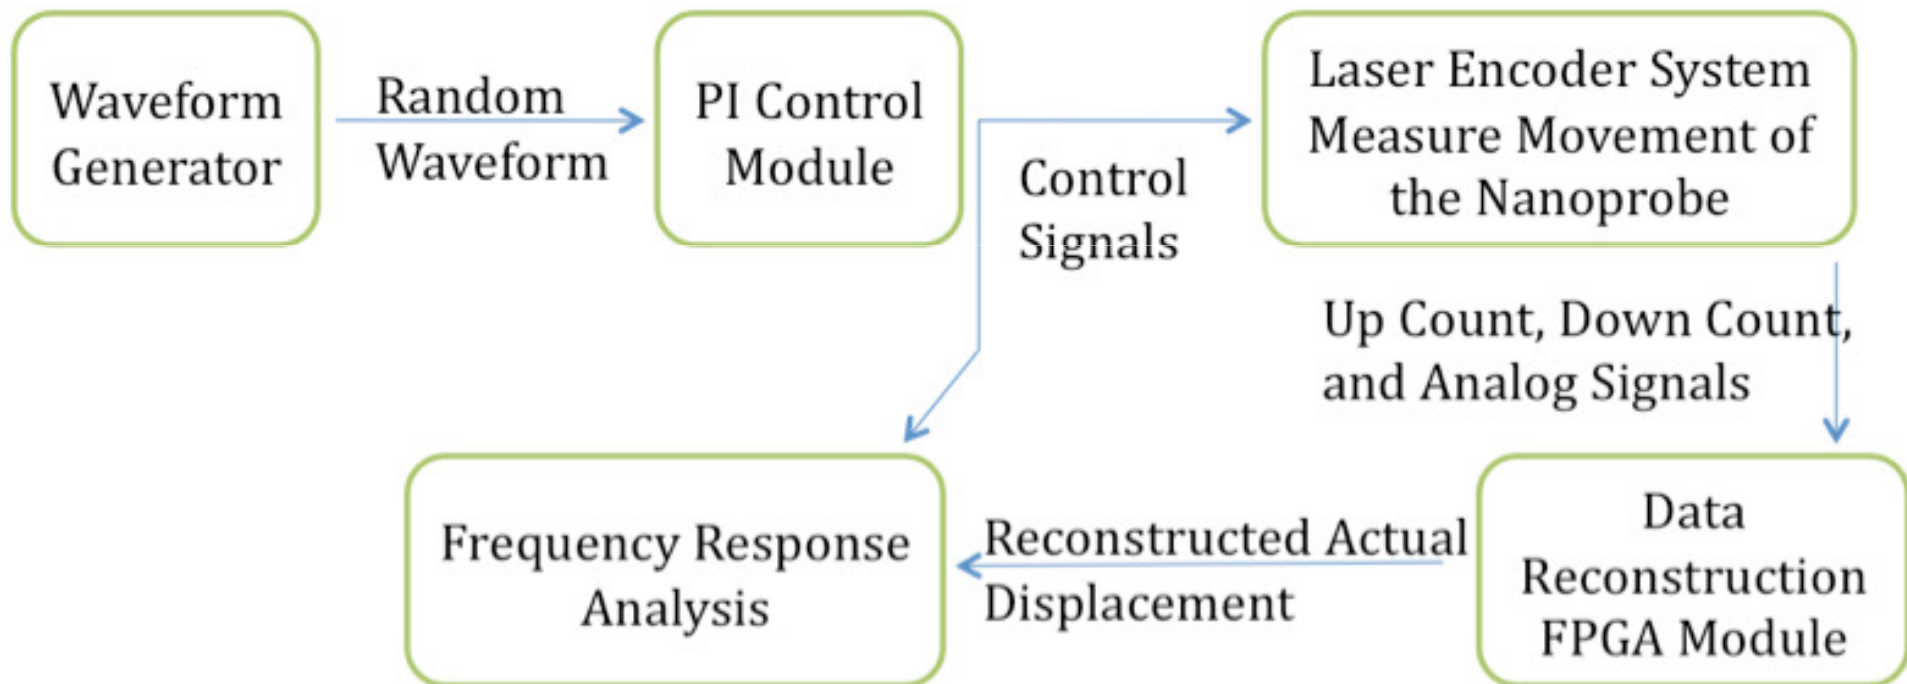 Waveform
Generator
Random
Waveform
PI Control
Module
Control
Signals
Laser Encoder System
Measure Movement of
the Nanoprobe
Up Count, Down Count,
and Analog Signals
Data
Reconstruction
FPGA Module
Reconstructed Actual
Displacement
Frequency Response
Analysis